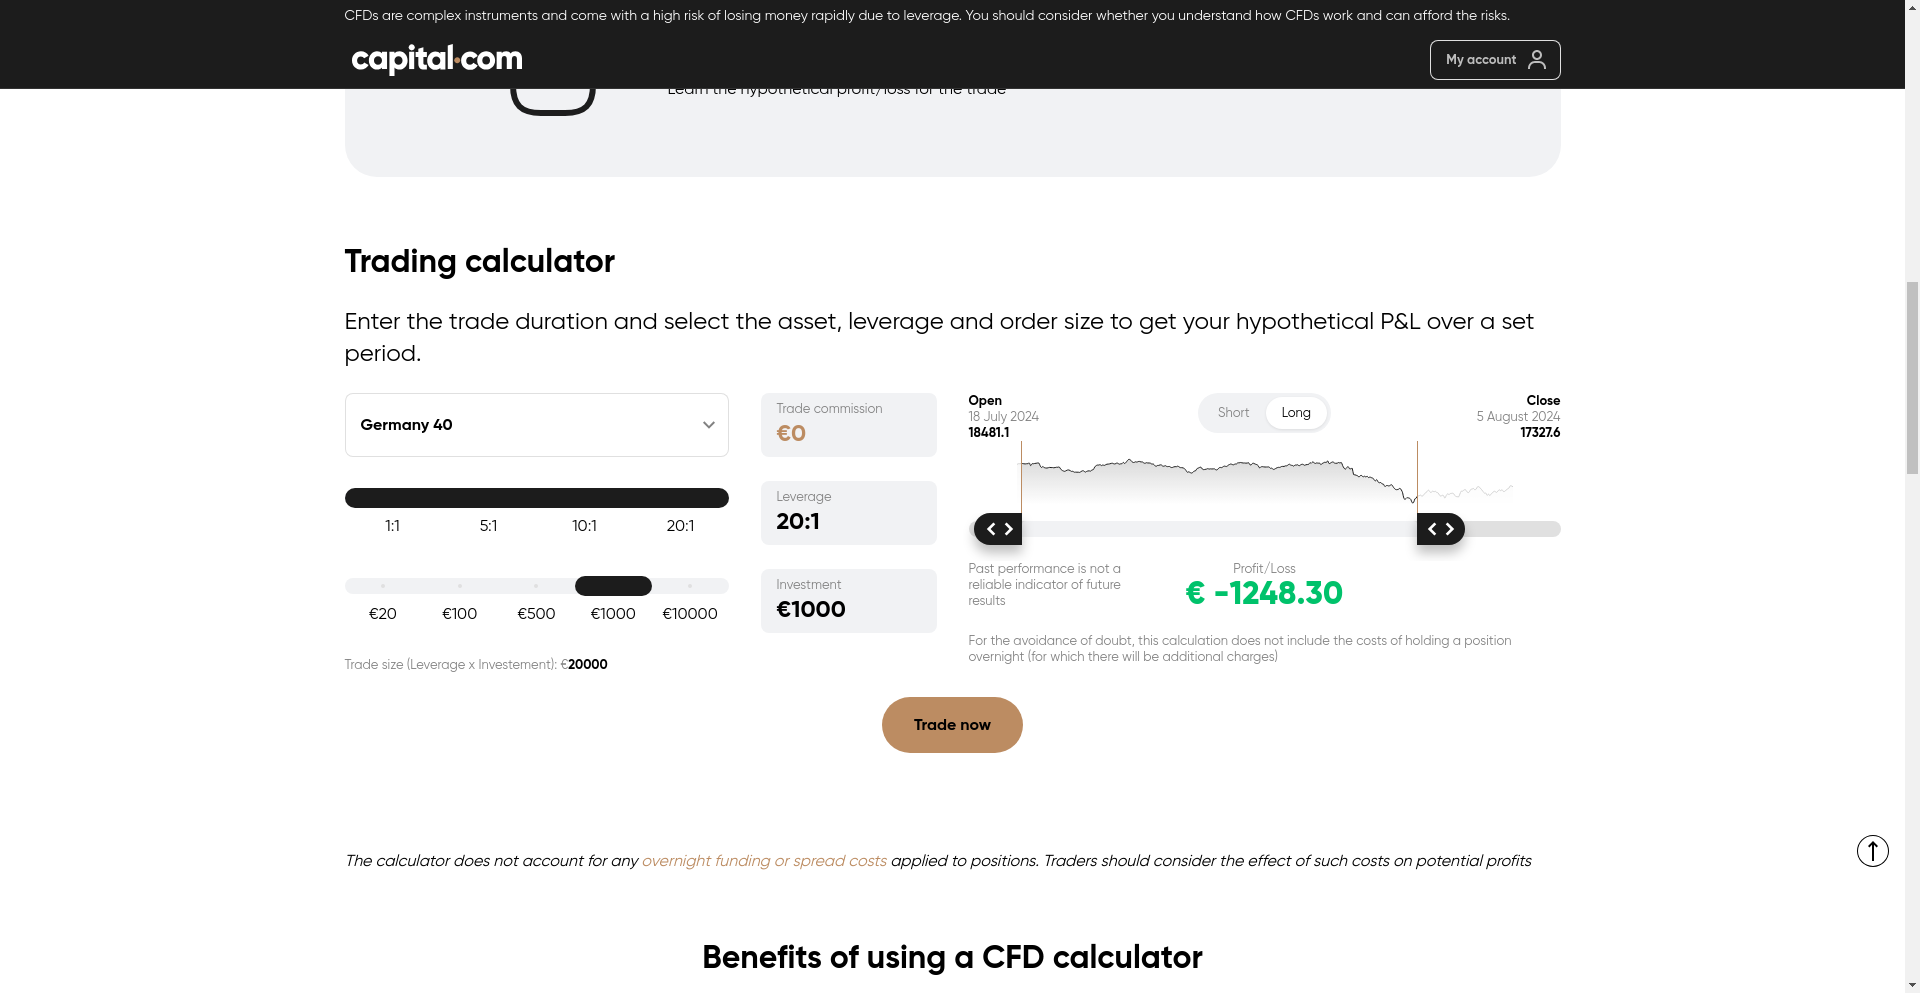 CFDs are complex instruments and come with a high risk of losing money rapidly due to leverage. You should consider whether you understand how CFDs work and can afford the risks.
capital.com
My account
Learn the hypothetical profit/loss for the trade
Trading calculator
Enter the trade duration and select the asset, leverage and order size to get your hypothetical P&L over a set
period.
Germany 40
1:1 5:1 10:1 20:1
€20 €100 €500 €1000 €10000
Trade size (Leverage x Investement): €20000
Trade commission
€0
Leverage
20:1
Investment
€1000
Open
18 July 2024
18481.1
Short Long
Close
5 August 2024
17327.6
Past performance is not a
reliable indicator of future
results
Profit/Loss
€ -1248.30
For the avoidance of doubt, this calculation does not include the costs of holding a position
overnight (for which there will be additional charges)
Trade now
The calculator does not account for any overnight funding or spread costs applied to positions. Traders should consider the effect of such costs on potential profits
Benefits of using a CFD calculator